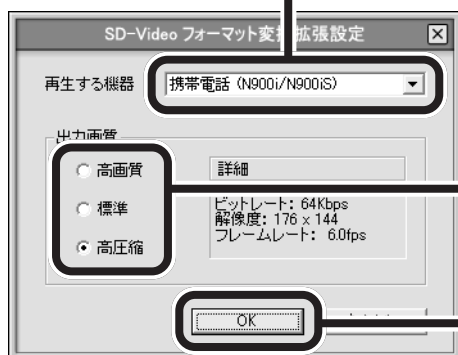 SD-Video フォーマット変換拡張設定
再生する機器
携帯電話 (N900i/N900iS)
出力画質
高画質
標準
高圧縮
詳細
ビットレート: 64Kbps
解像度: 176 x 144
フレームレート: 6.0fps
OK